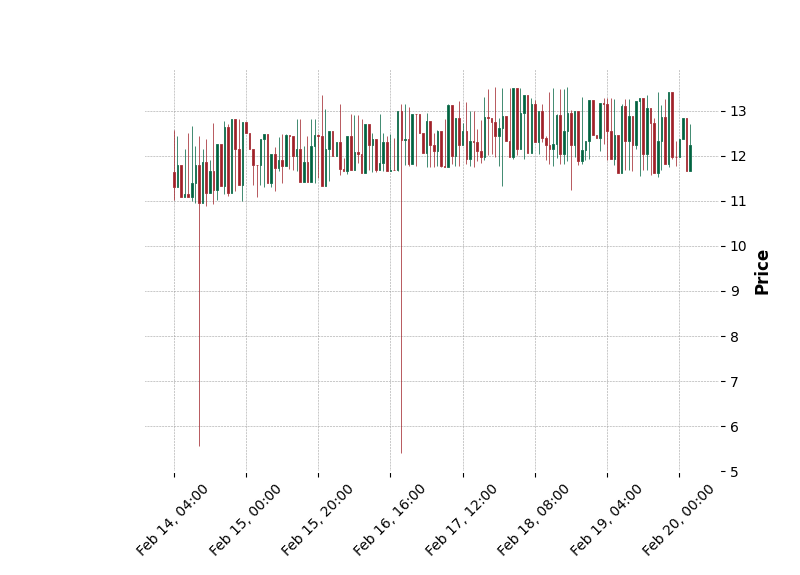 13
12
11
10
9
8
7
6
5
Price
Feb 14, 04:00
Feb 15, 00:00
Feb 15, 20:00
Feb 16, 16:00
Feb 17, 12:00
Feb 18, 08:00
Feb 19, 04:00
Feb 20, 00:00